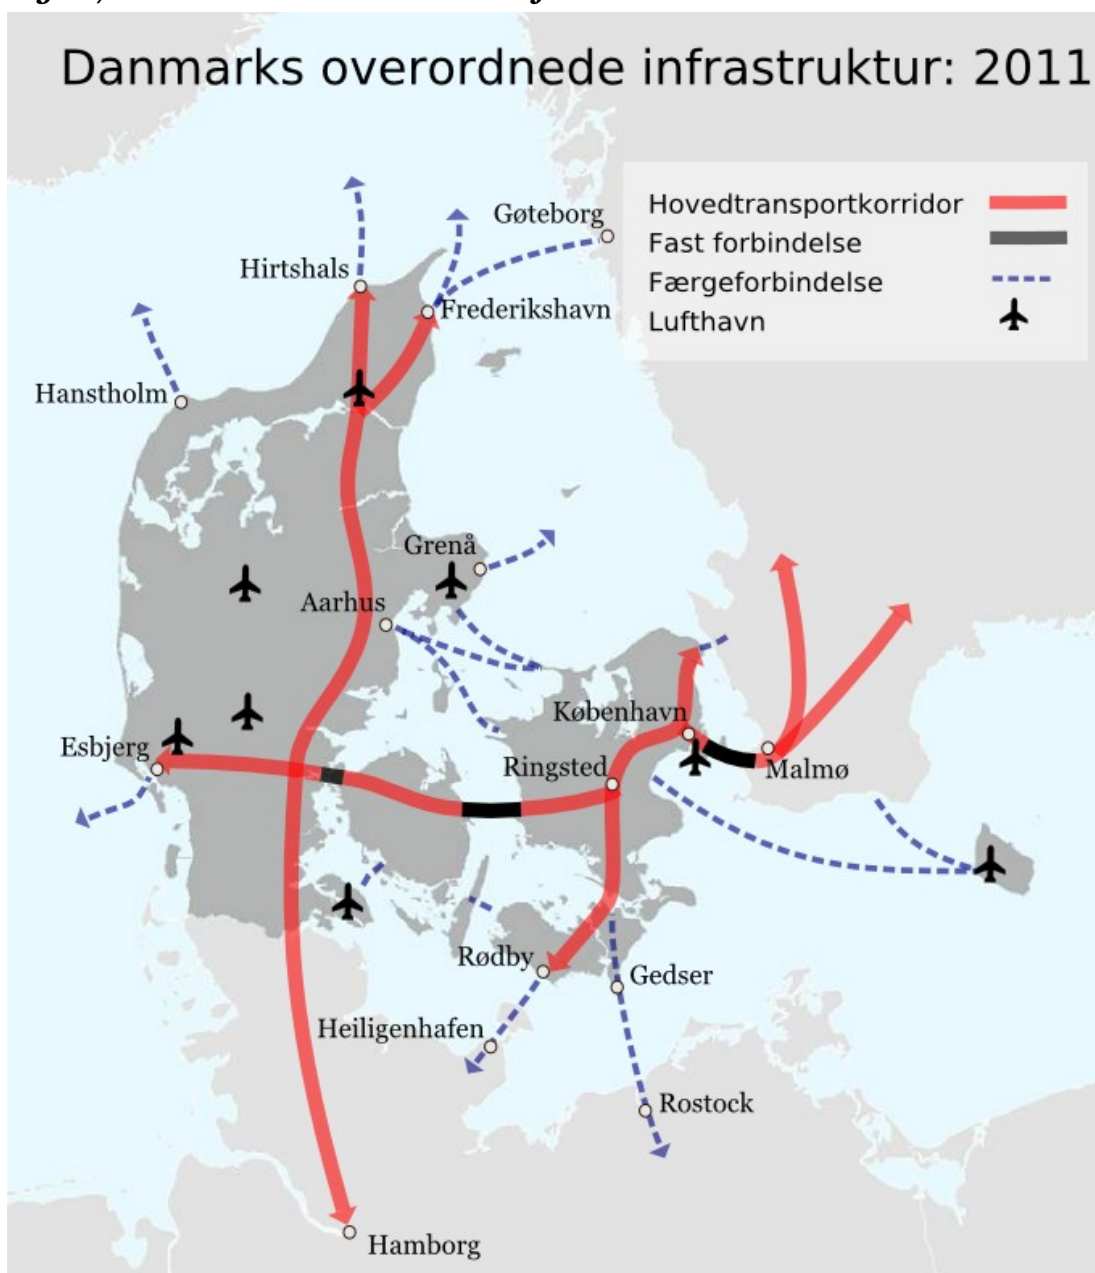 Danmarks overordnede infrastruktur: 2011
Hovedtransportkorridor
Fast forbindelse
Færgeforbindelse
Lufthavn
Gøteborg
Hirtshals
Frederikshavn
Hanstholm
Grenå
Aarhus
København
Esbjerg
Ringsted
Malmø
Rødby
Gedser
Heiligenhafen
Rostock
Hamborg